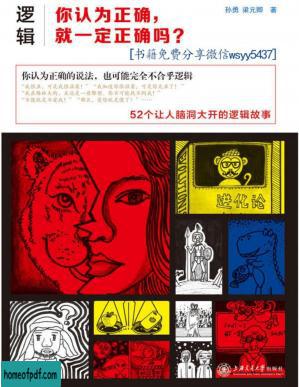 逻辑
你认为正确，
就一定正确吗？
孙勇 梁元卿 著
[书籍免费分享微信wsyy5437]
你认为正确的说法，也可能完全不合乎逻辑
52个让人脑洞大开的逻辑故事
进化论
上海交通大学出版社
homeofpdf.com